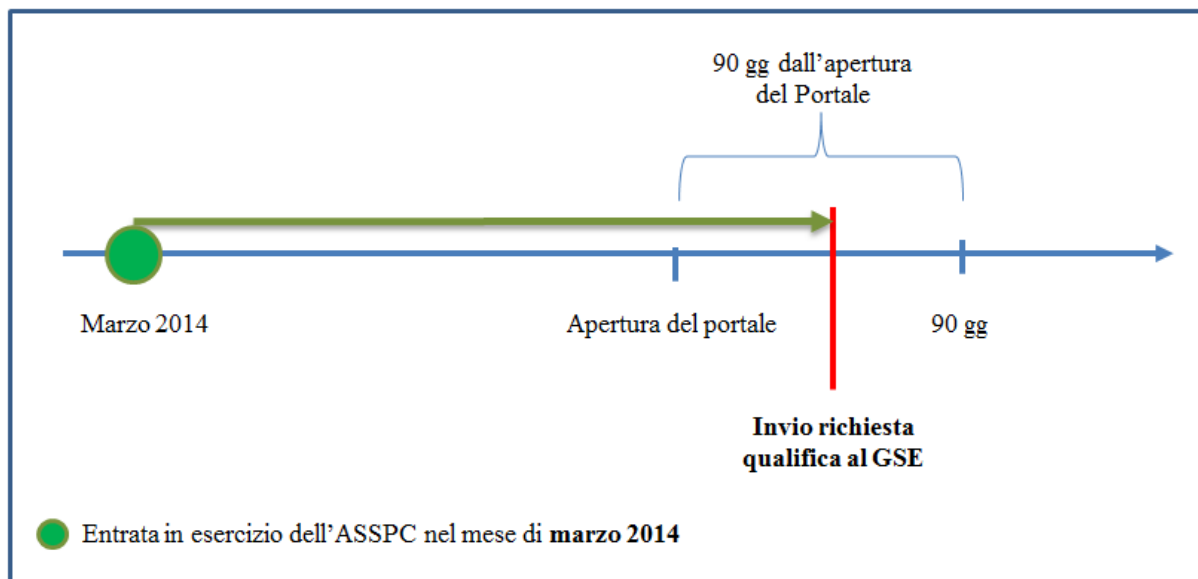 90 gg dall'apertura
del Portale
Marzo 2014
Apertura del portale
90 gg
Invio richiesta
qualifica al GSE
Entrata in esercizio dell'ASSPC nel mese di marzo 2014